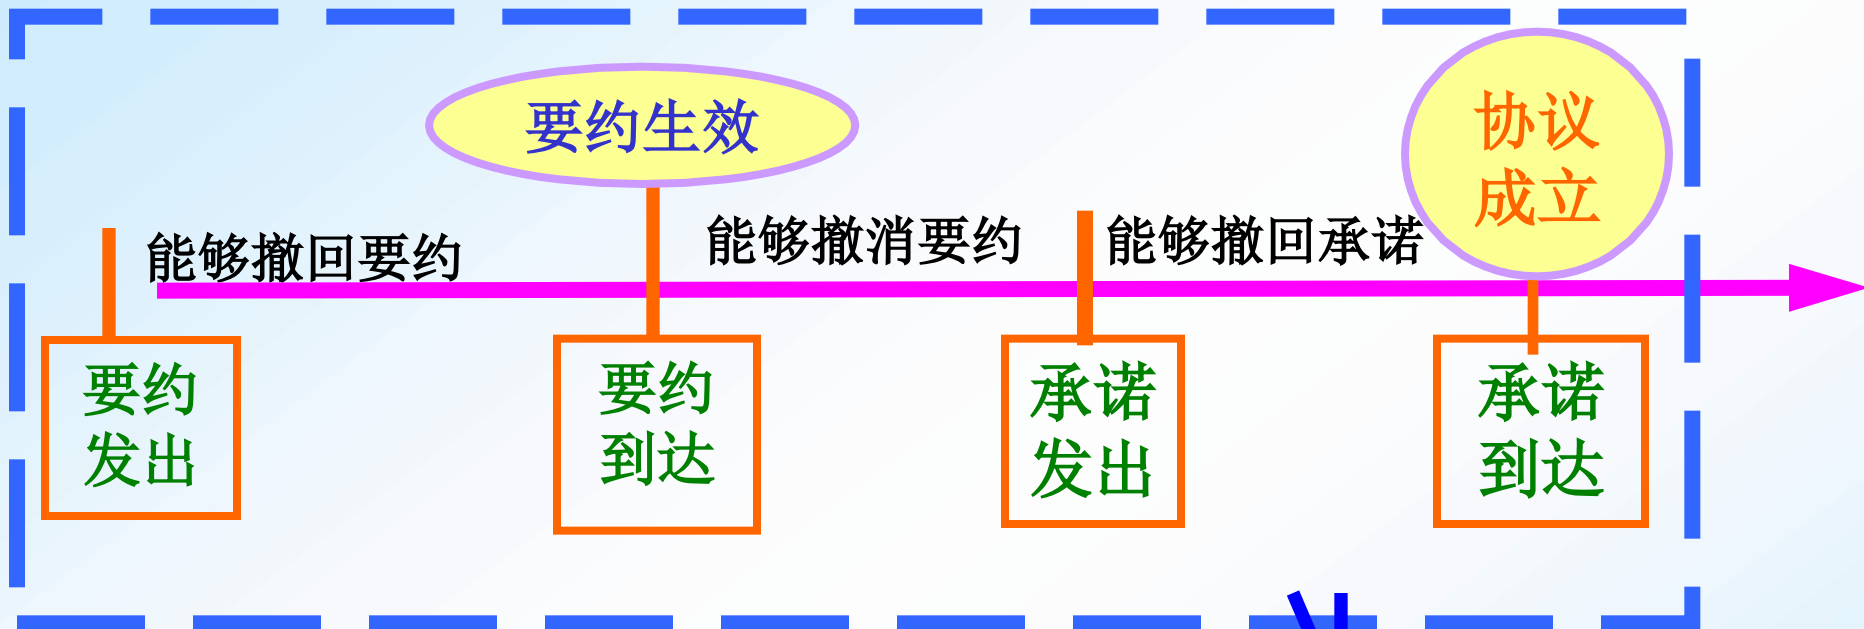 要约生效
协议
成立
能够撤回要约
能够撤消要约
能够撤回承诺
要约
发出
要约
到达
承诺
发出
承诺
到达